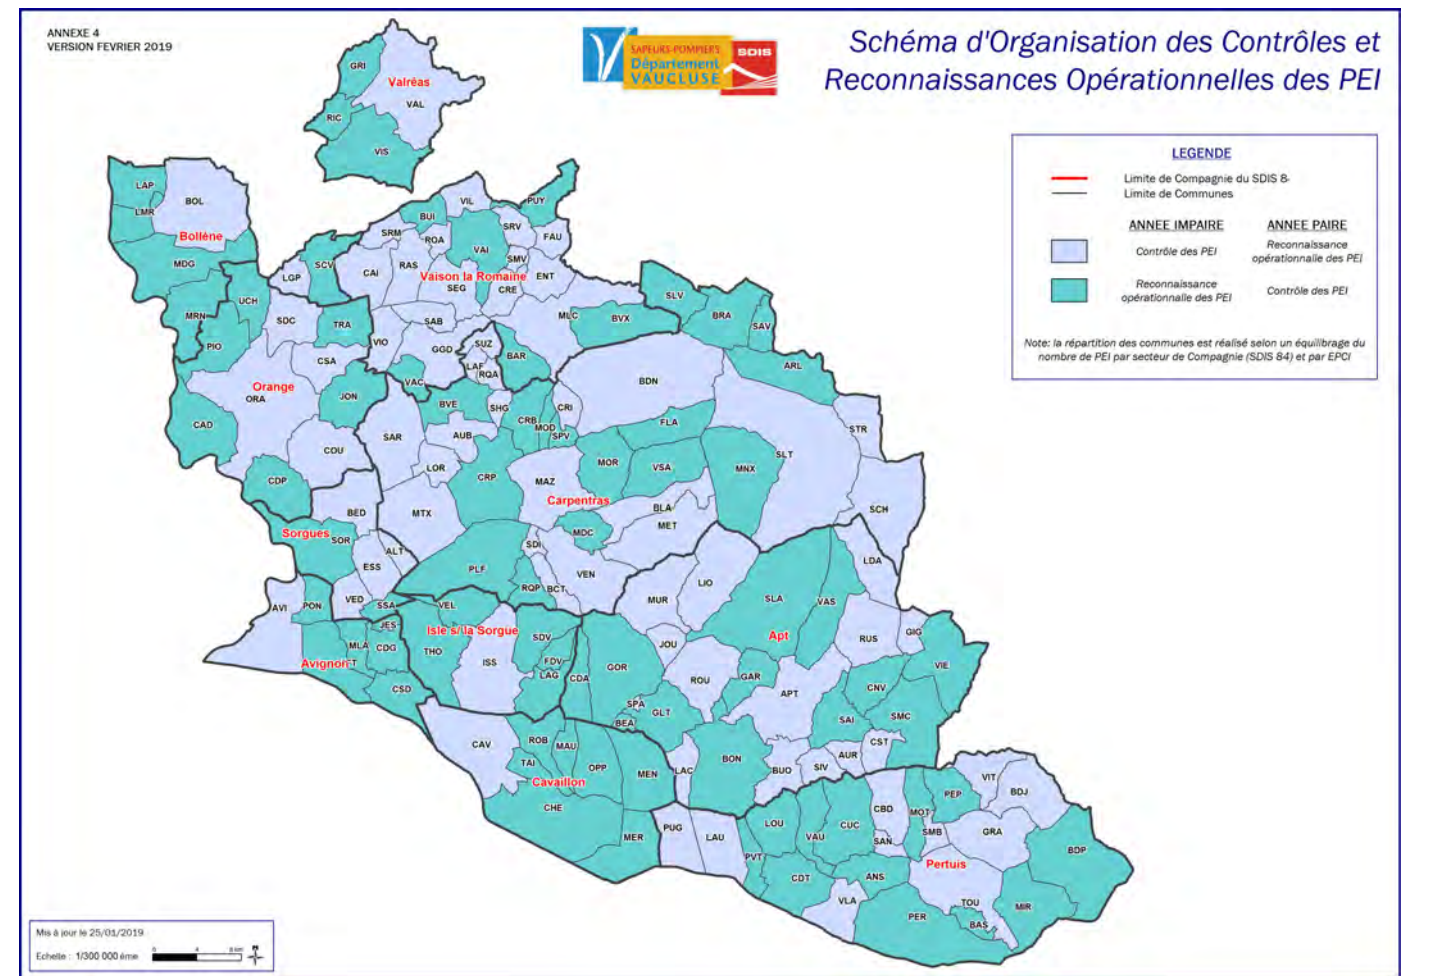 ANNEXE 4
VERSION FEVRIER 2019
SAPEURS-POMPIERS
Département
VAUCLUSE
SDIS
Schéma d'Organisation des Contrôles et
Reconnaissances Opérationnelles des PEI
LEGENDE
Limite de Compagnie du SDIS 8
Limite de Communes
ANNEE IMPAIRE ANNEE PAIRE
Contrôle des PEI
Reconnaissance
opérationnalle des PEI
Reconnaissance
opérationnalle des PEI
Contrôle des PEI
Note: la répartition des communes est réalisé selon un équilibrage du
nombre de PEI par secteur de Compagnie (SDIS 84) et par EPCI
GRI
Valréas
VAL
RIC
VIS
LAP
BOL
LMR
Bollène
MDG
MRN
PIO
UCH
LGP
SCV
SDC
TRA
CSA
Orange
ORA
JON
CAD
COU
CDP
BUI
VIL
PUY
SRM
ROA
VAI
SRV
FAU
SMV
CAI
RAS
Vaison la Romaine
ENT
SEG
CRE
SAB
VIO
GGD
SUZ
LAF
RQA
BAR
VAC
MLC
BVX
SLV
BRA
SAV
ARL
BDN
BVE
SHG
CRB
MOD
CRI
SPV
AUB
SAR
LOR
CRP
MTX
MAZ
MOR
FLA
VSA
MNX
SLT
STR
SCH
Carpentras
BLA
MDC
MET
SDI
VEN
PLF
RQP
BCT
BED
Sorgues
SOR
ALT
ESS
VED
SSA
AVI
PON
JES
MLA
CDG
Avignon
T
CSD
VEL
Isle s/ la Sorgue
THO
ISS
SDV
FDV
LAG
CDA
GOR
MUR
LIO
SLA
VAS
LDA
JOU
Apt
RUS
GIG
VIE
ROU
GAR
APT
CNV
SPA
GLT
BEA
SAI
SMC
CST
AUR
SIV
BUO
BON
LAC
CAV
ROB
MAU
TAI
OPP
MEN
Cavaillon
CHE
MER
PUG
LAU
LOU
VAU
CUC
CBD
MOT
PEP
VIT
BDJ
SAN
SMB
GRA
PVT
CDT
ANS
Pertuis
BDP
VLA
PER
TOU
BAS
MIR
Mis à jour le 25/01/2019
Echelle : 1/300 000 éme
0 4 8 km
N